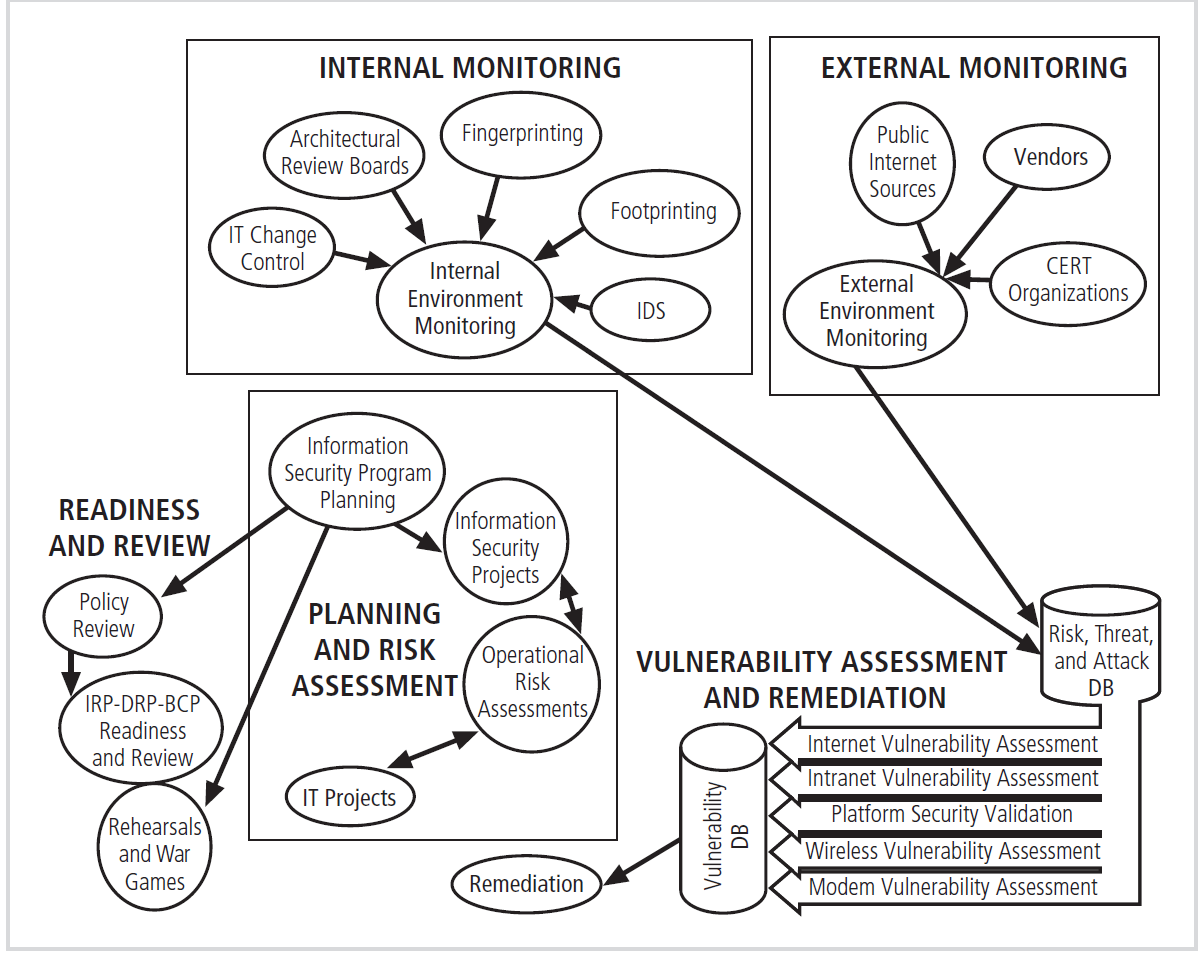 INTERNAL MONITORING
Architectural
Review Boards
Fingerprinting
Footprinting
IT Change
Control
Internal
Environment
Monitoring
IDS
EXTERNAL MONITORING
Public
Internet
Sources
Vendors
CERT
Organizations
External
Environment
Monitoring
Information
Security Program
Planning
Information
Security
Projects
PLANNING
AND RISK
ASSESSMENT
Operational
Risk
Assessments
IT Projects
READINESS
AND REVIEW
Policy
Review
IRP-DRP-BCP
Readiness
and Review
Rehearsals
and War
Games
VULNERABILITY ASSESSMENT
AND REMEDIATION
Risk, Threat,
and Attack
DB
Internet Vulnerability Assessment
Intranet Vulnerability Assessment
Platform Security Validation
Wireless Vulnerability Assessment
Modem Vulnerability Assessment
Vulnerability
DB
Remediation